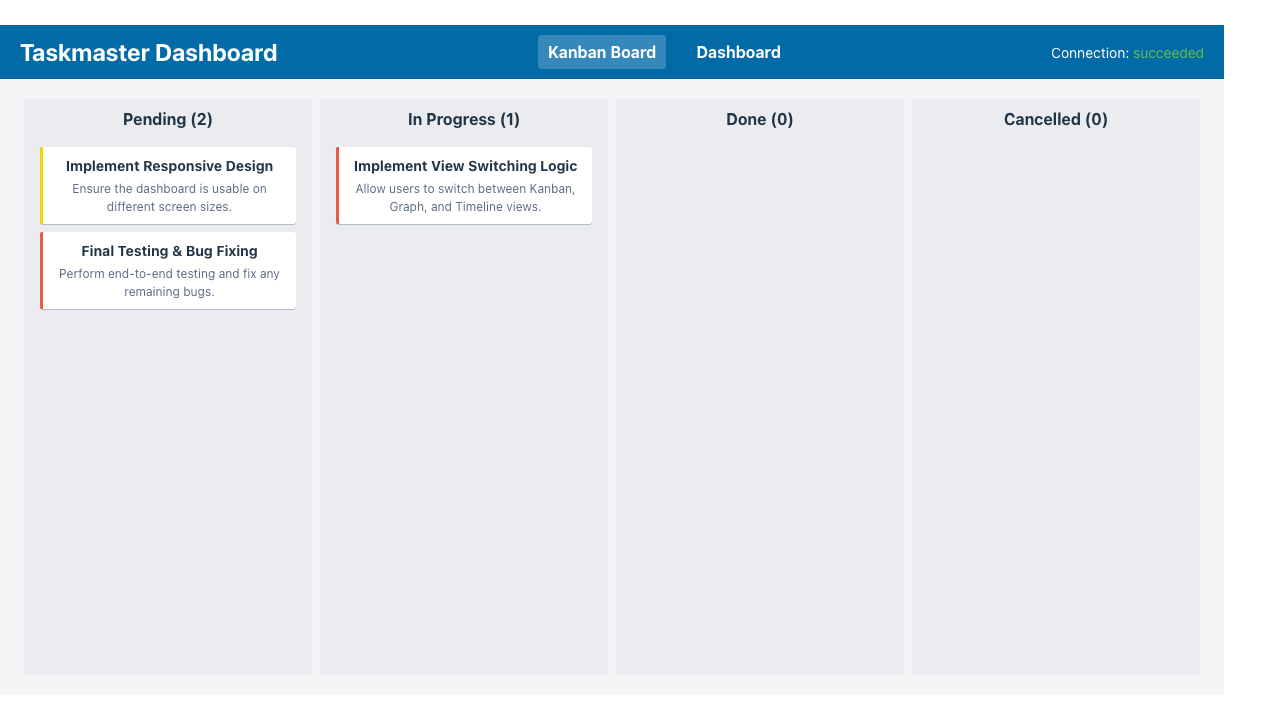 Taskmaster Dashboard
Kanban Board
Dashboard
Connection: succeeded
Pending (2)
Implement Responsive Design
Ensure the dashboard is usable on
different screen sizes.
Final Testing & Bug Fixing
Perform end-to-end testing and fix any
remaining bugs.
In Progress (1)
Implement View Switching Logic
Allow users to switch between Kanban,
Graph, and Timeline views.
Done (0)
Cancelled (0)